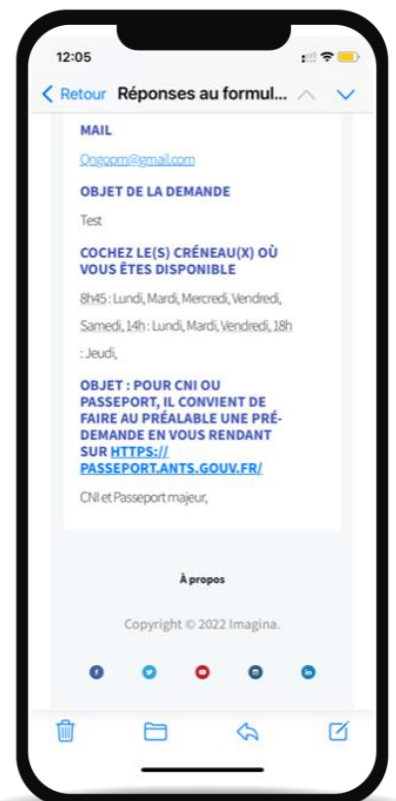 12:05
Retour Réponses au formul...
MAIL
Ongopm@gmail.com
OBJET DE LA DEMANDE
Test
COCHEZ LE(S) CRÉNEAU(X) OÙ
VOUS ÊTES DISPONIBLE
8h45 : Lundi, Mardi, Mercredi, Vendredi,
Samedi, 14h : Lundi, Mardi, Vendredi, 18h
: Jeudi,
OBJET : POUR CNI OU
PASSEPORT, IL CONVIENT DE
FAIRE AU PRÉALABLE UNE PRÉ-
DEMANDE EN VOUS RENDANT
SUR HTTPS://
PASSEPORT.ANTS.GOUV.FR/
CNI et Passeport majeur,
À propos
Copyright © 2022 Imagina.